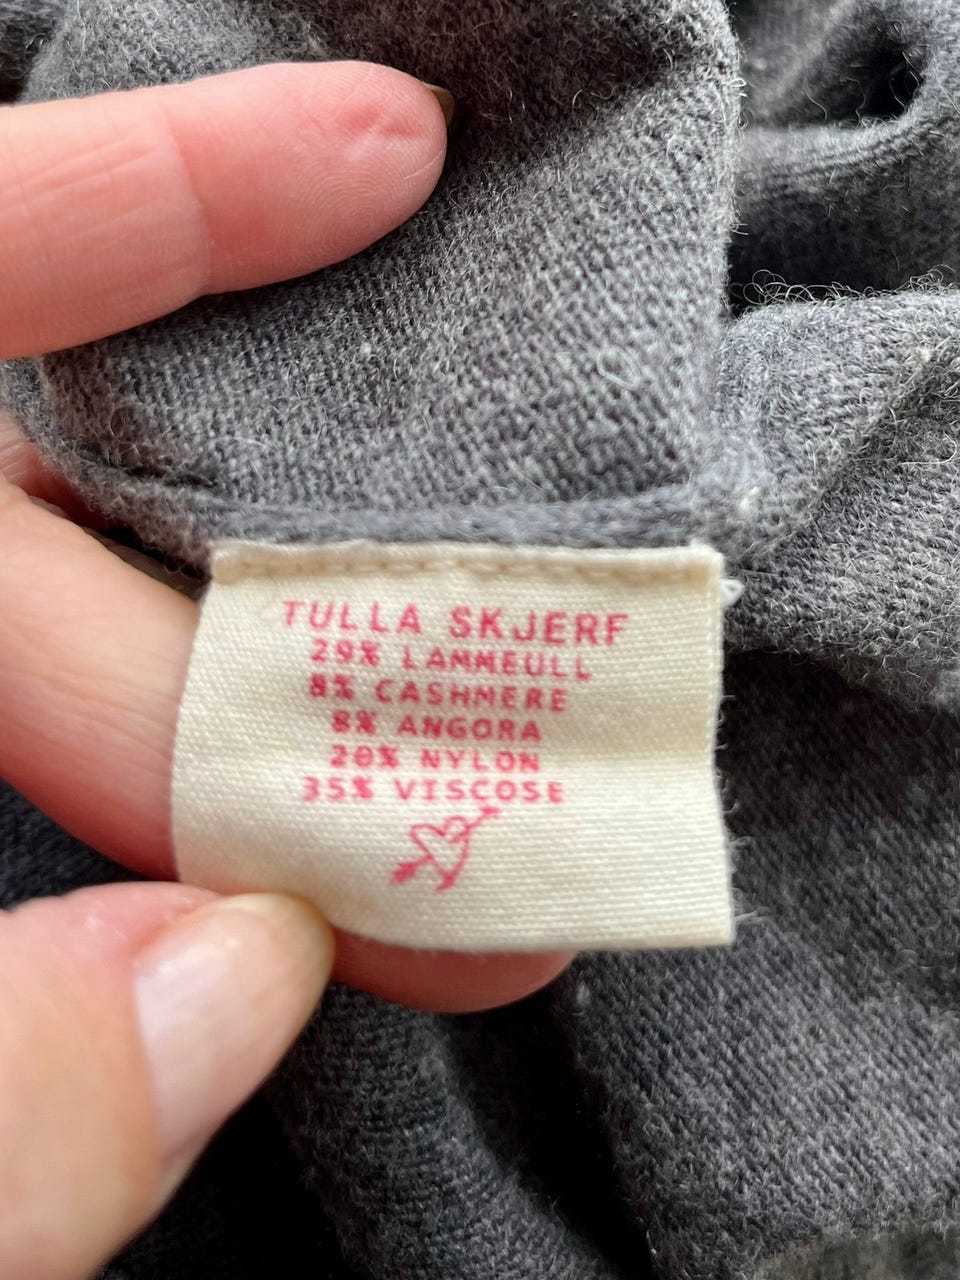 TULLA SKJERF
29% LAMMEULL
8% CASHMERE
8% ANGORA
20% NYLON
35% VISCOSE